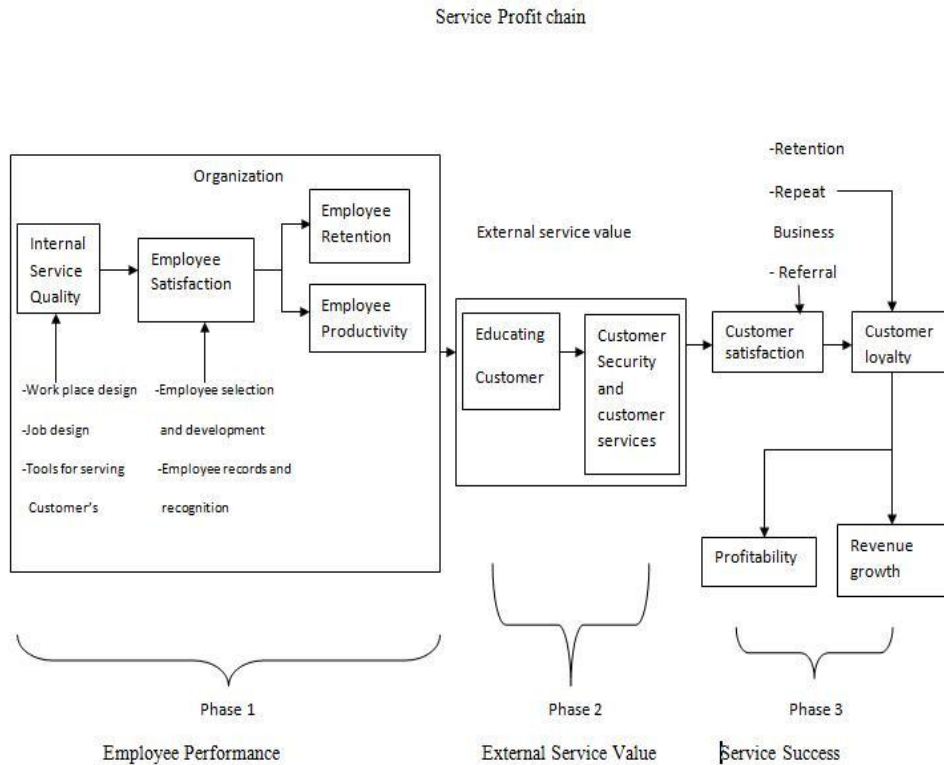 Service Profit chain
Organization
Internal
Service
Quality
Employee
Satisfaction
Employee
Retention
Employee
Productivity
-Work place design
-Job design
-Tools for serving
Customer's
-Employee selection
and development
-Employee records and
recognition
External service value
Educating
Customer
Customer
Security
and
customer
services
-Retention
-Repeat
Business
- Referral
Customer
satisfaction
Customer
loyalty
Profitability
Revenue
growth
Phase 1
Employee Performance
Phase 2
External Service Value
Phase 3
Service Success